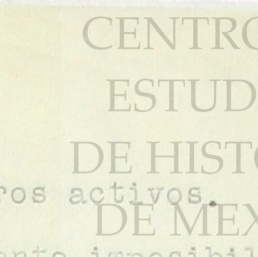 CENTRO
ESTUD
DE HISTO
ros activos.
DE MEX